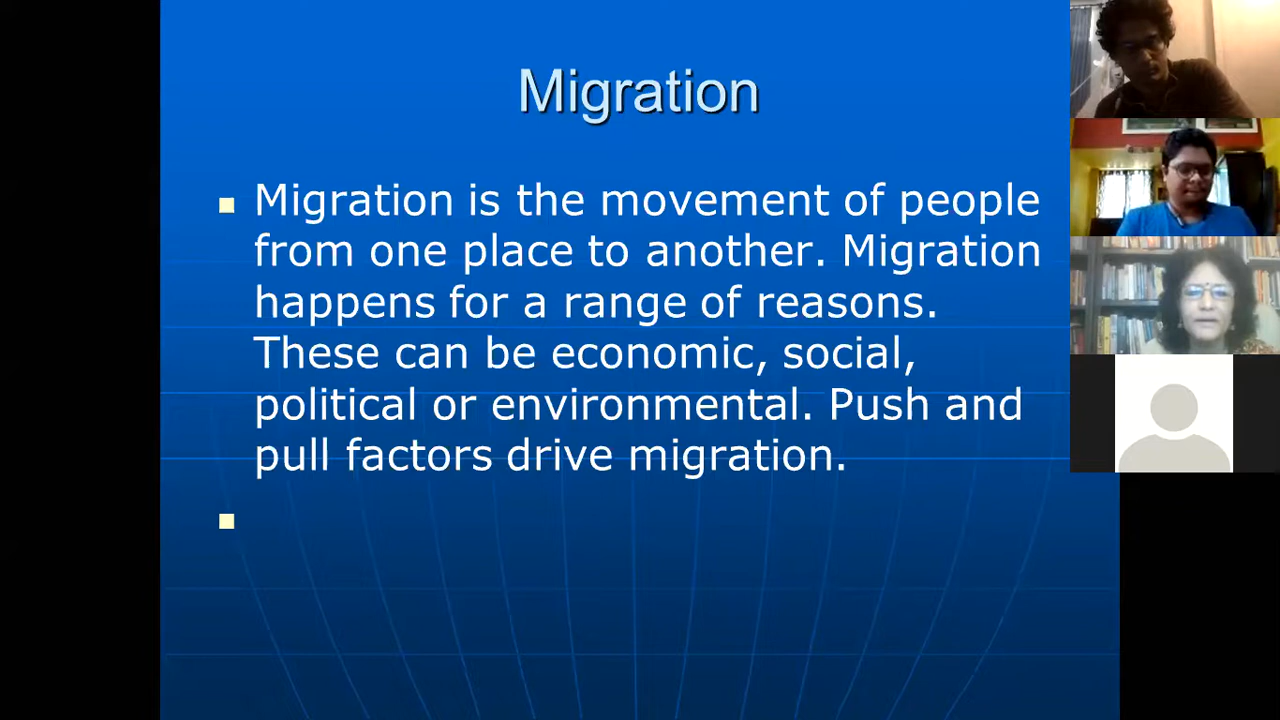 Migration
Migration is the movement of people
from one place to another. Migration
happens for a range of reasons.
These can be economic, social,
political or environmental. Push and
pull factors drive migration.